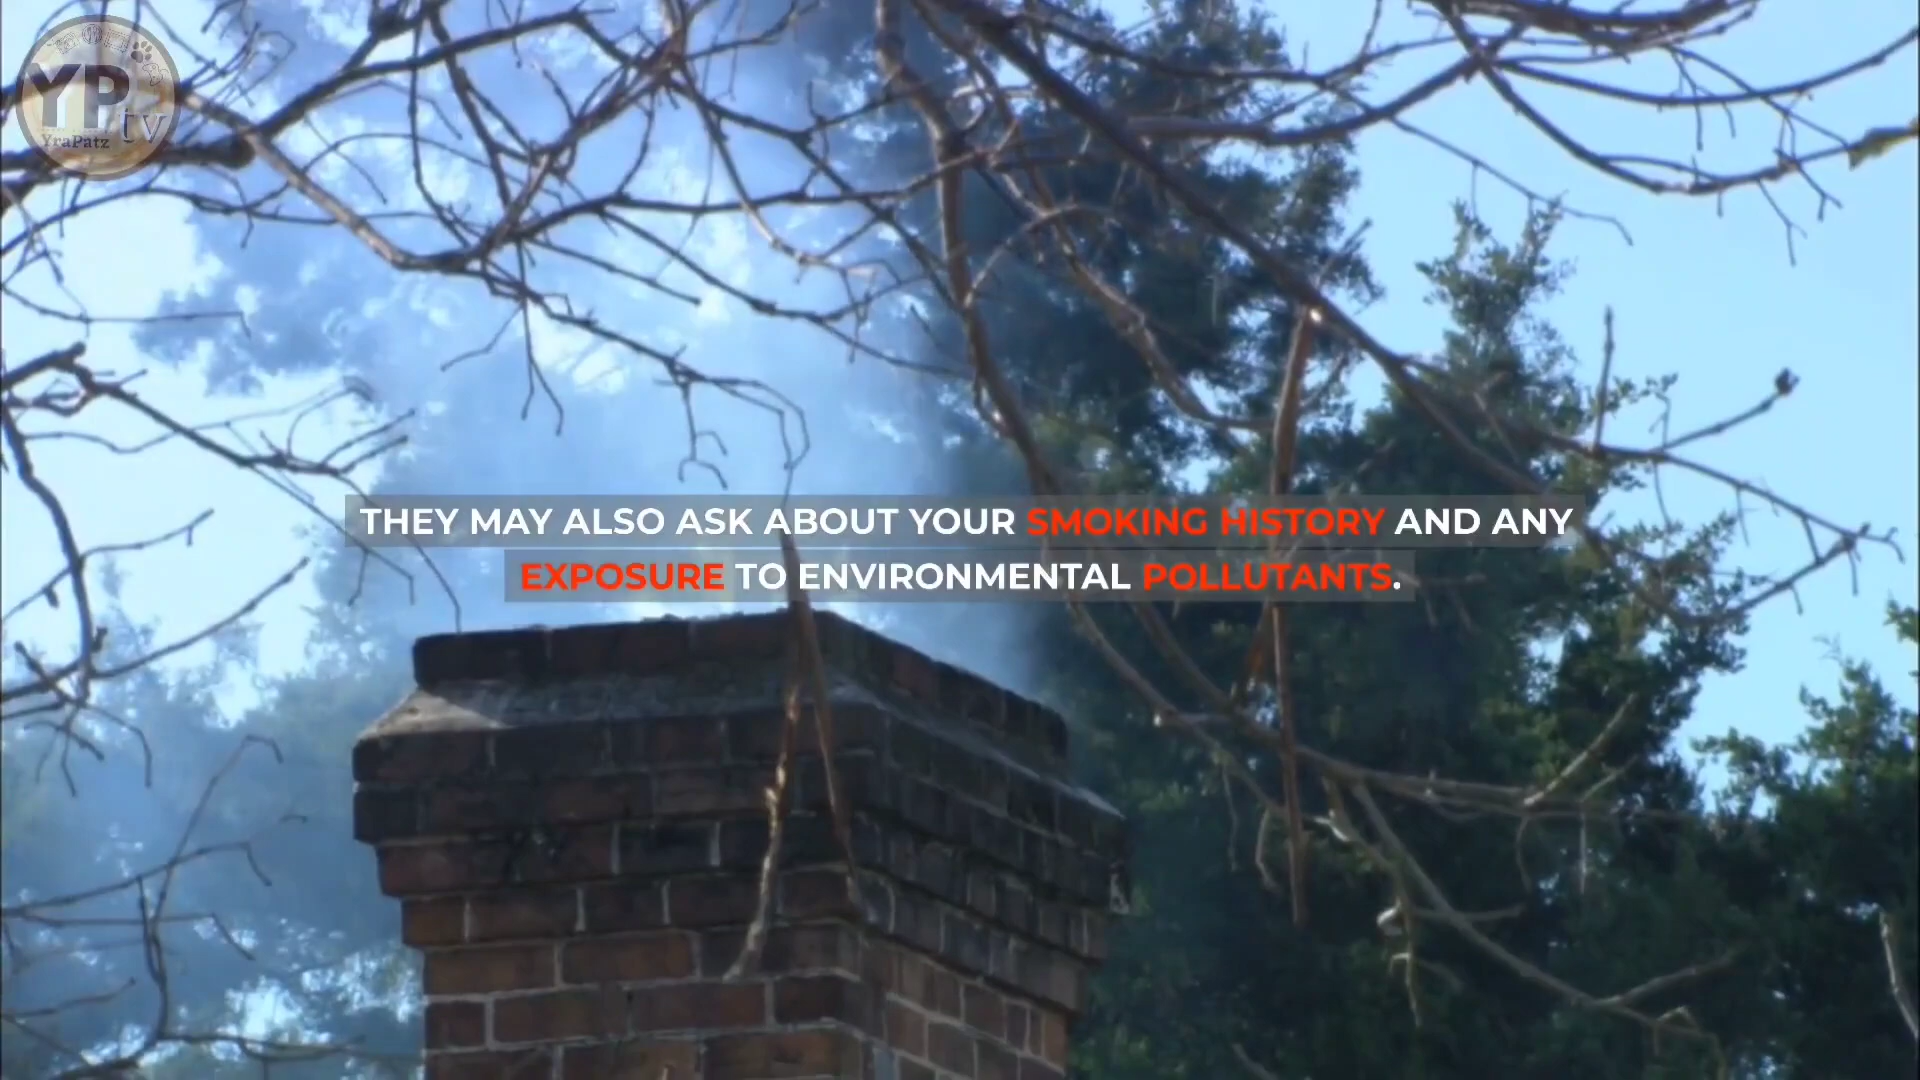 YP
tv
YraPatz
THEY MAY ALSO ASK ABOUT YOUR SMOKING HISTORY AND ANY
EXPOSURE TO ENVIRONMENTAL POLLUTANTS.